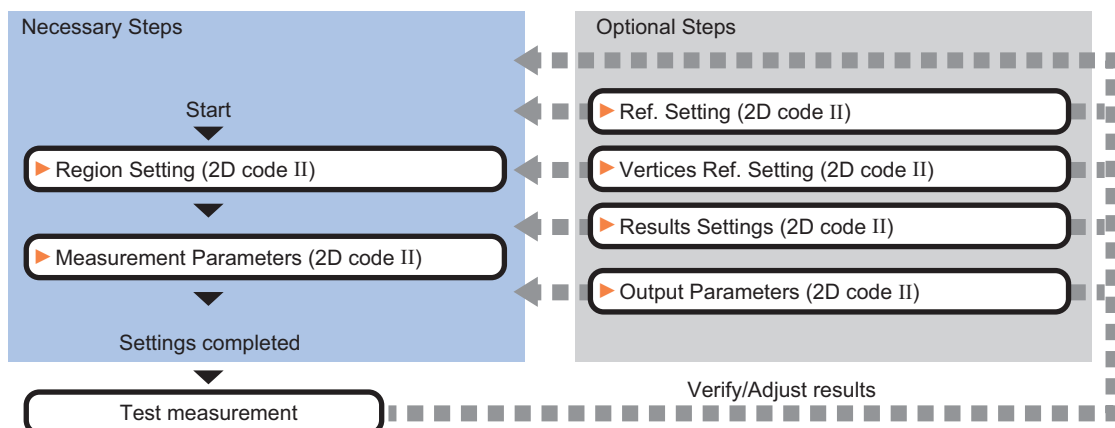 Necessary Steps
Start
Region Setting (2D code II)
Measurement Parameters (2D code II)
Settings completed
Test measurement
Optional Steps
Ref. Setting (2D code II)
Vertices Ref. Setting (2D code II)
Results Settings (2D code II)
Output Parameters (2D code II)
Verify/Adjust results